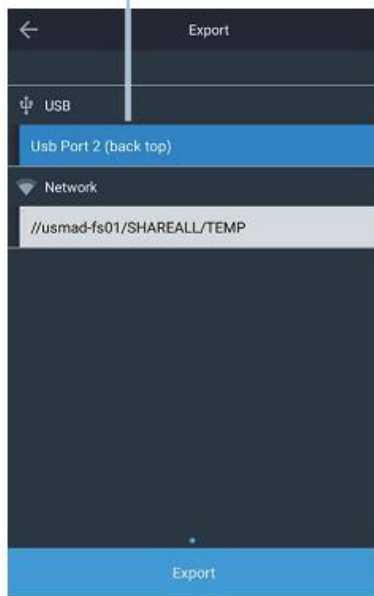 Export
USB
Usb Port 2 (back top)
Network
//usmad-fs01/SHAREALL/TEMP
Export